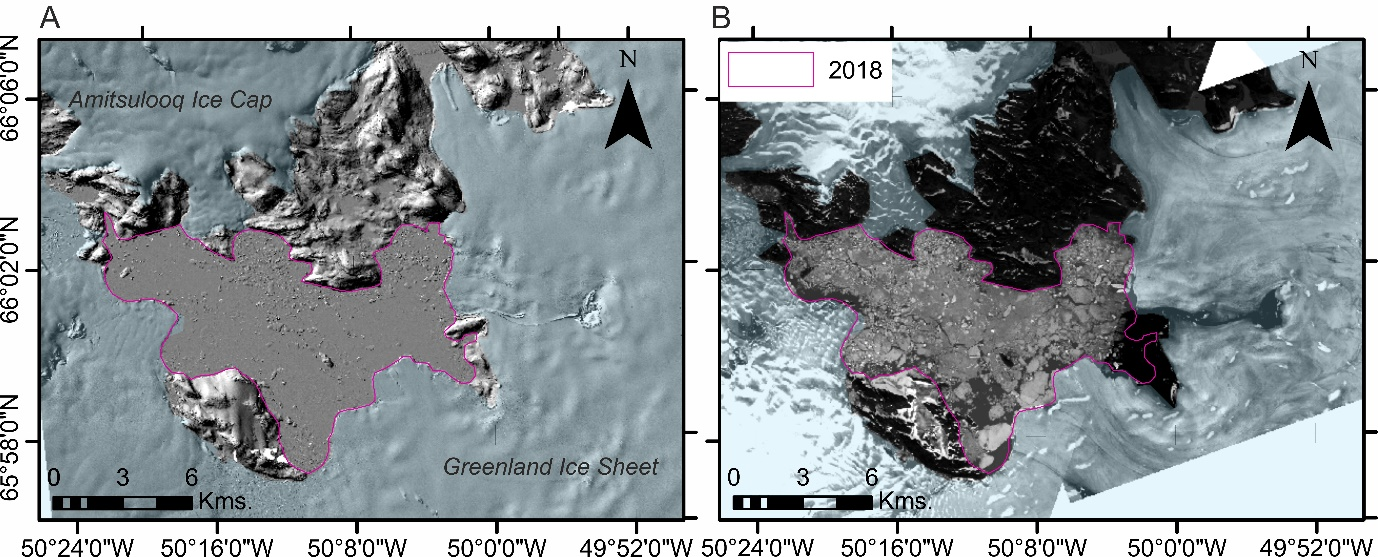 A
B
N
N
2018
Amitsulooq Ice Cap
66°06'0"N
66°02'0"N
65°58'0"N
Greenland Ice Sheet
0 3 6
Kms.
0 3 6
Kms.
50°24'0"W 50°16'0"W 50°8'0"W 50°0'0"W 49°52'0"W
50°24'0"W 50°16'0"W 50°8'0"W 50°0'0"W 49°52'0"W